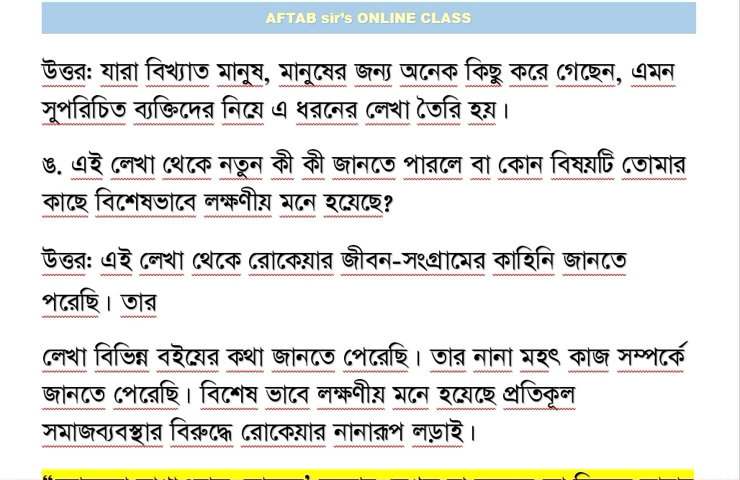 AFTAB sir's ONLINE CLASS
উত্তর: যারা বিখ্যাত মানুষ, মানুষের জন্য অনেক কিছু করে গেছেন, এমন
সুপরিচিত ব্যক্তিদের নিয়ে এ ধরনের লেখা তৈরি হয়।
ঙ. এই লেখা থেকে নতুন কী কী জানতে পারলে বা কোন বিষয়টি তোমার
কাছে বিশেষভাবে লক্ষণীয় মনে হয়েছে?
উত্তর: এই লেখা থেকে রোকেয়ার জীবন-সংগ্রামের কাহিনি জানতে
পরেছি। তার
লেখা বিভিন্ন বইয়ের কথা জানতে পেরেছি। তার নানা মহৎ কাজ সম্পর্কে
জানতে পেরেছি। বিশেষ ভাবে লক্ষণীয় মনে হয়েছে প্রতিকূল
সমাজব্যবস্থার বিরুদ্ধে রোকেয়ার নানারূপ লড়াই।